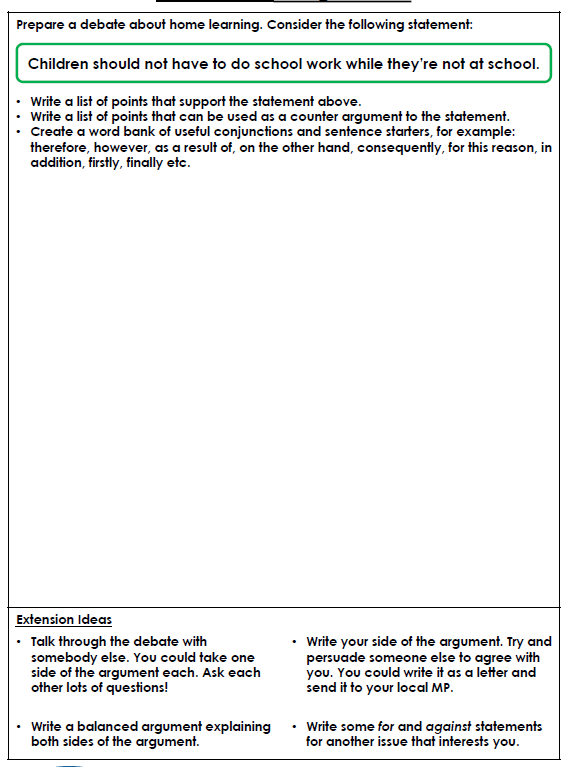 Prepare a debate about home learning. Consider the following statement:
Children should not have to do school work while they're not at school.
• Write a list of points that support the statement above.
• Write a list of points that can be used as a counter argument to the statement.
• Create a word bank of useful conjunctions and sentence starters, for example:
therefore, however, as a result of, on the other hand, consequently, for this reason, in
addition, firstly, finally etc.
Extension Ideas
• Talk through the debate with
somebody else. You could take one
side of the argument each. Ask each
other lots of questions!
• Write a balanced argument explaining
both sides of the argument.
• Write your side of the argument. Try and
persuade someone else to agree with
you. You could write it as a letter and
send it to your local MP.
• Write some for and against statements
for another issue that interests you.